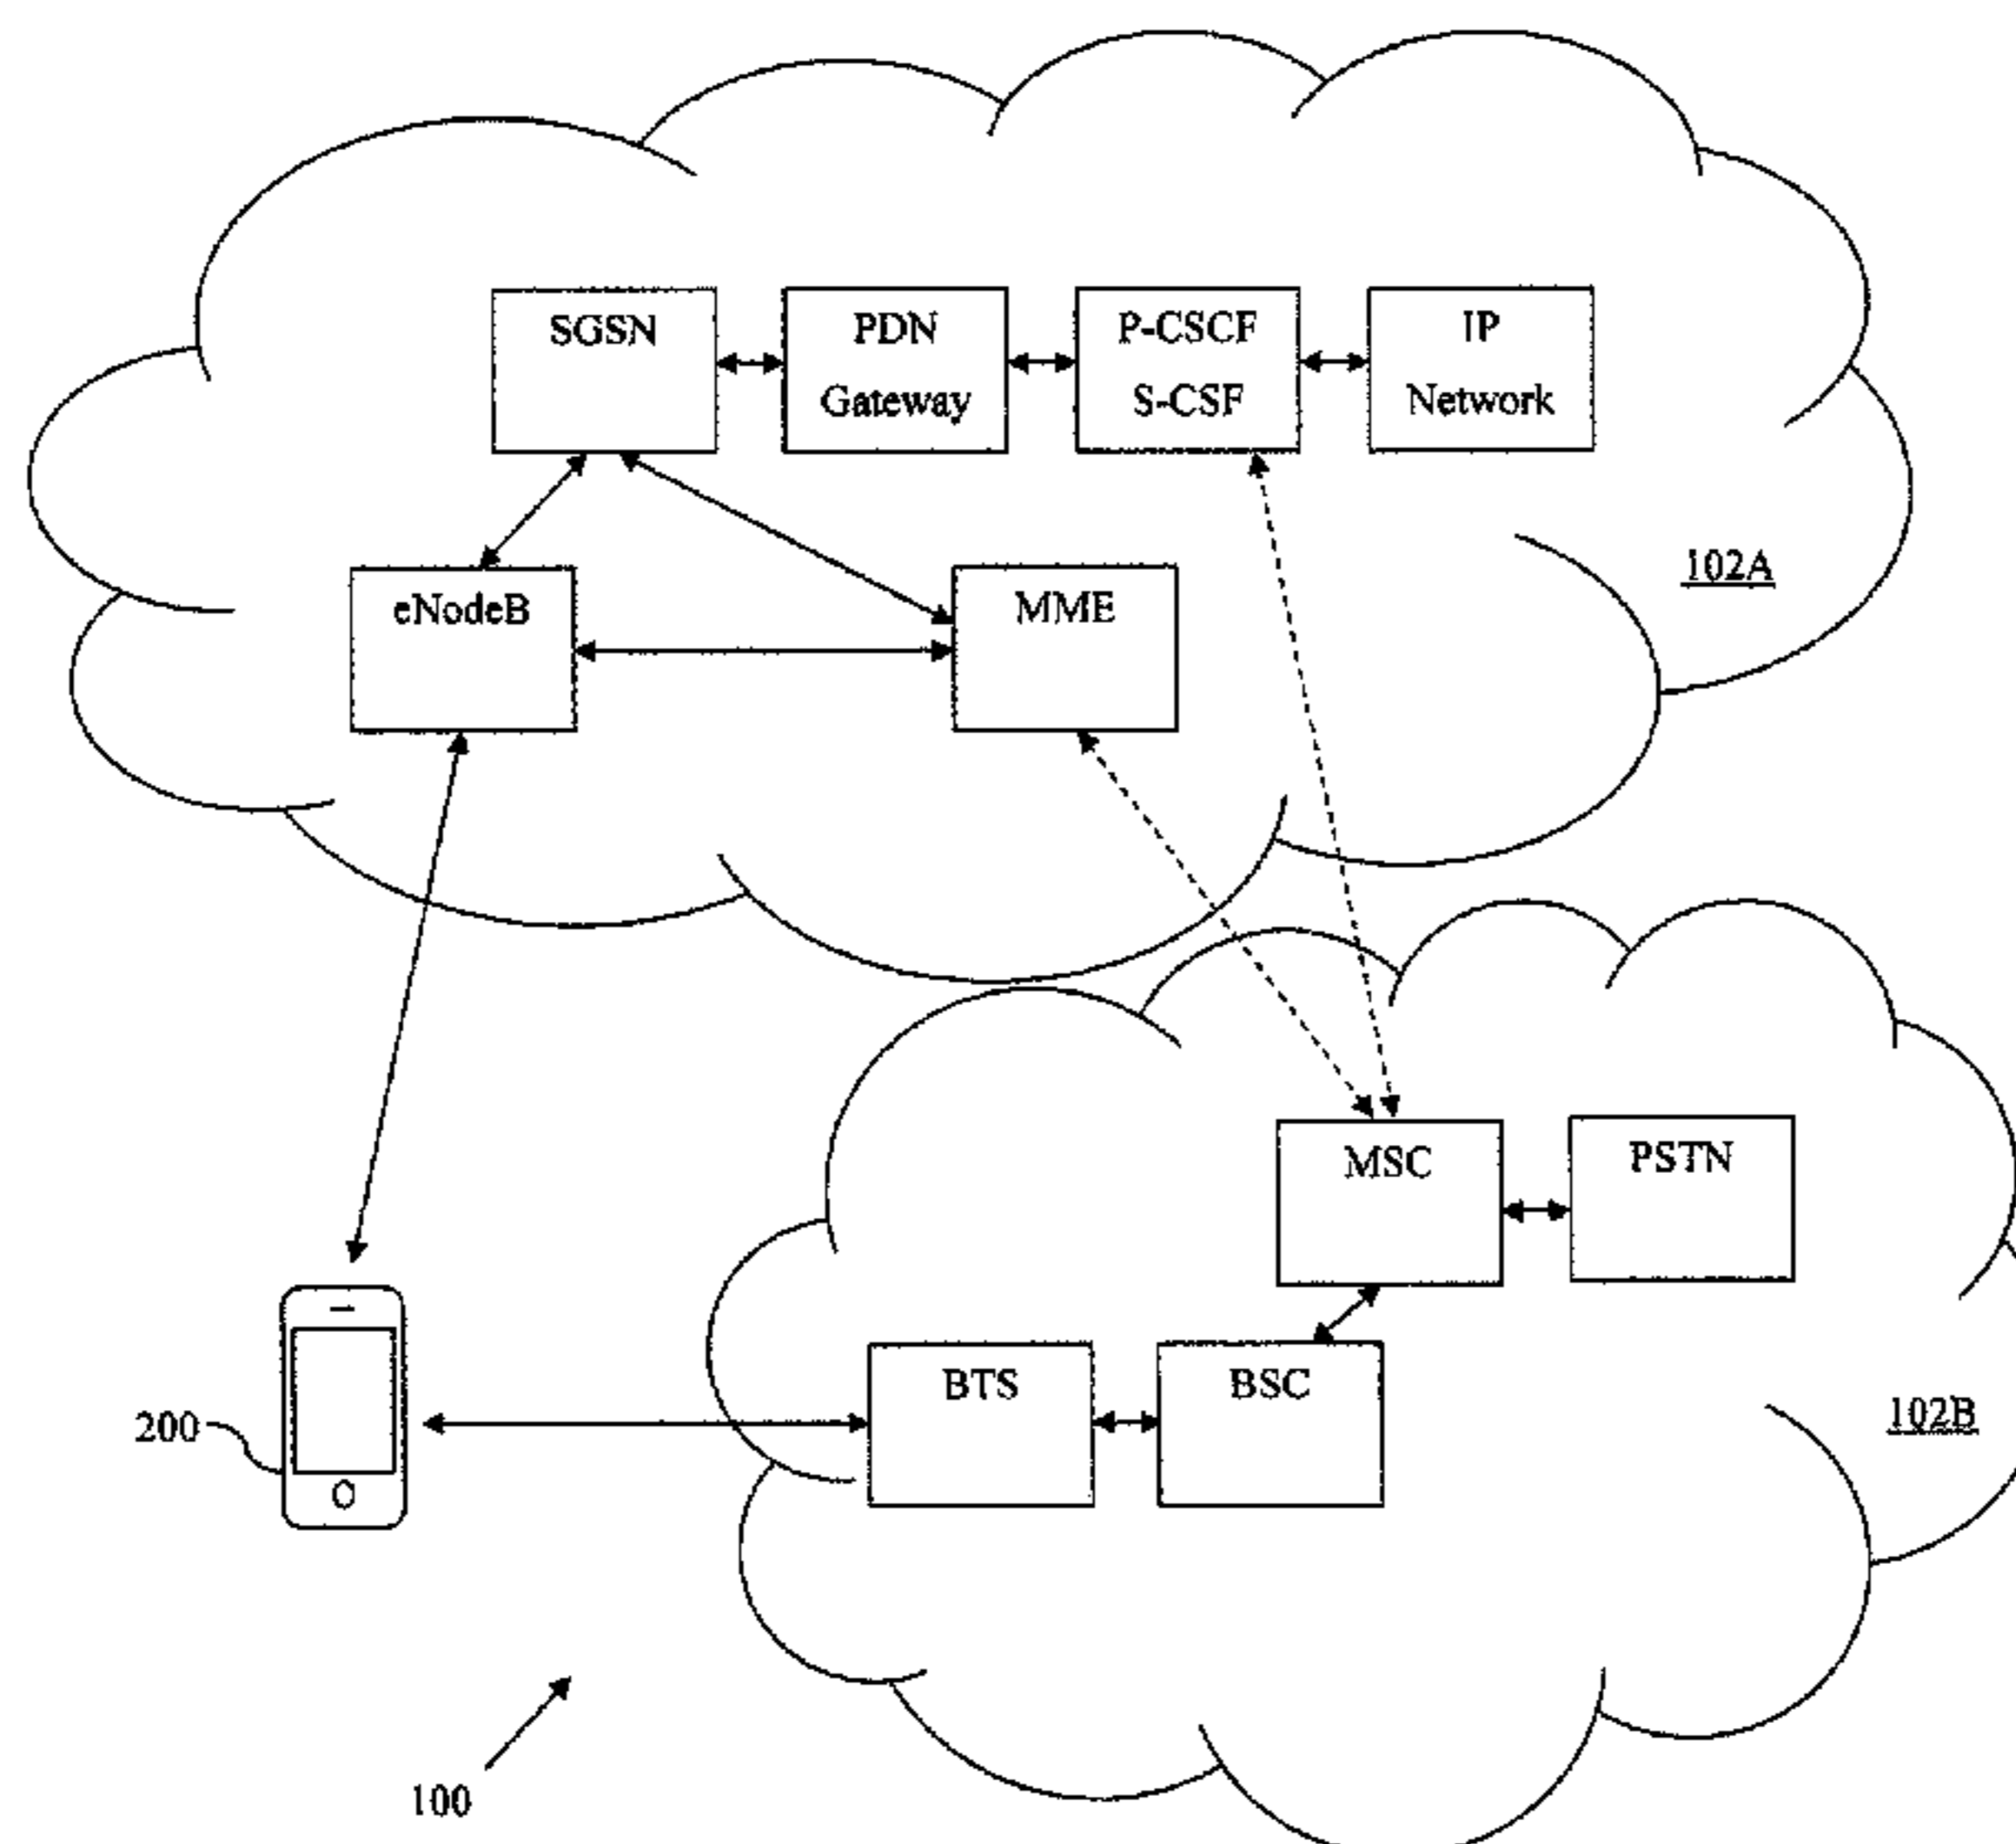 SGSN
PDN
Gateway
P-CSCF
S-CSF
IP
Network
102A
eNodeB
MME
MSC
PSTN
BTS
BSC
102B
200
100